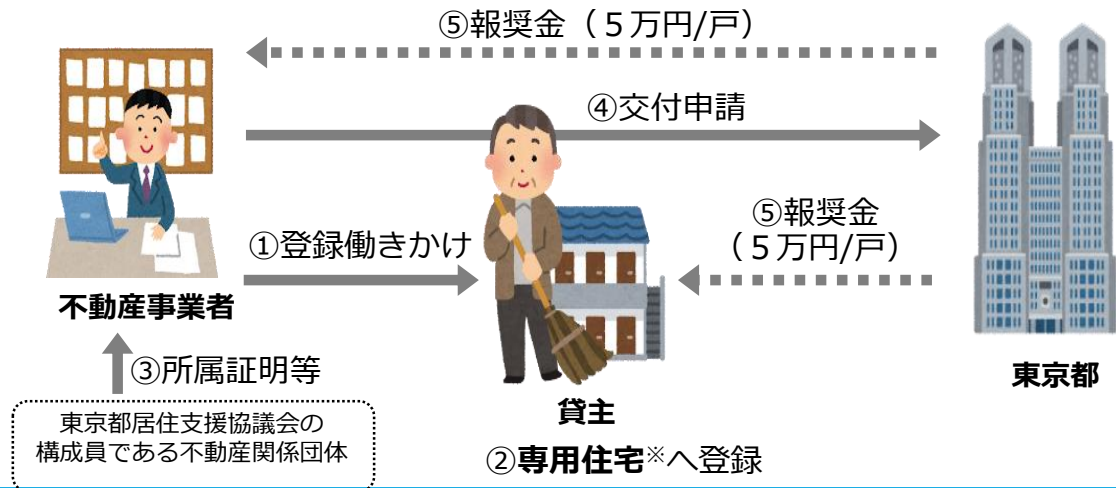 ⑤報奨金（５万円/戸）
④交付申請
⑤報奨金
（５万円/戸）
①登録働きかけ
不動産事業者
③所属証明等
東京都居住支援協議会の
構成員である不動産関係団体
貸主
②専用住宅※へ登録
東京都